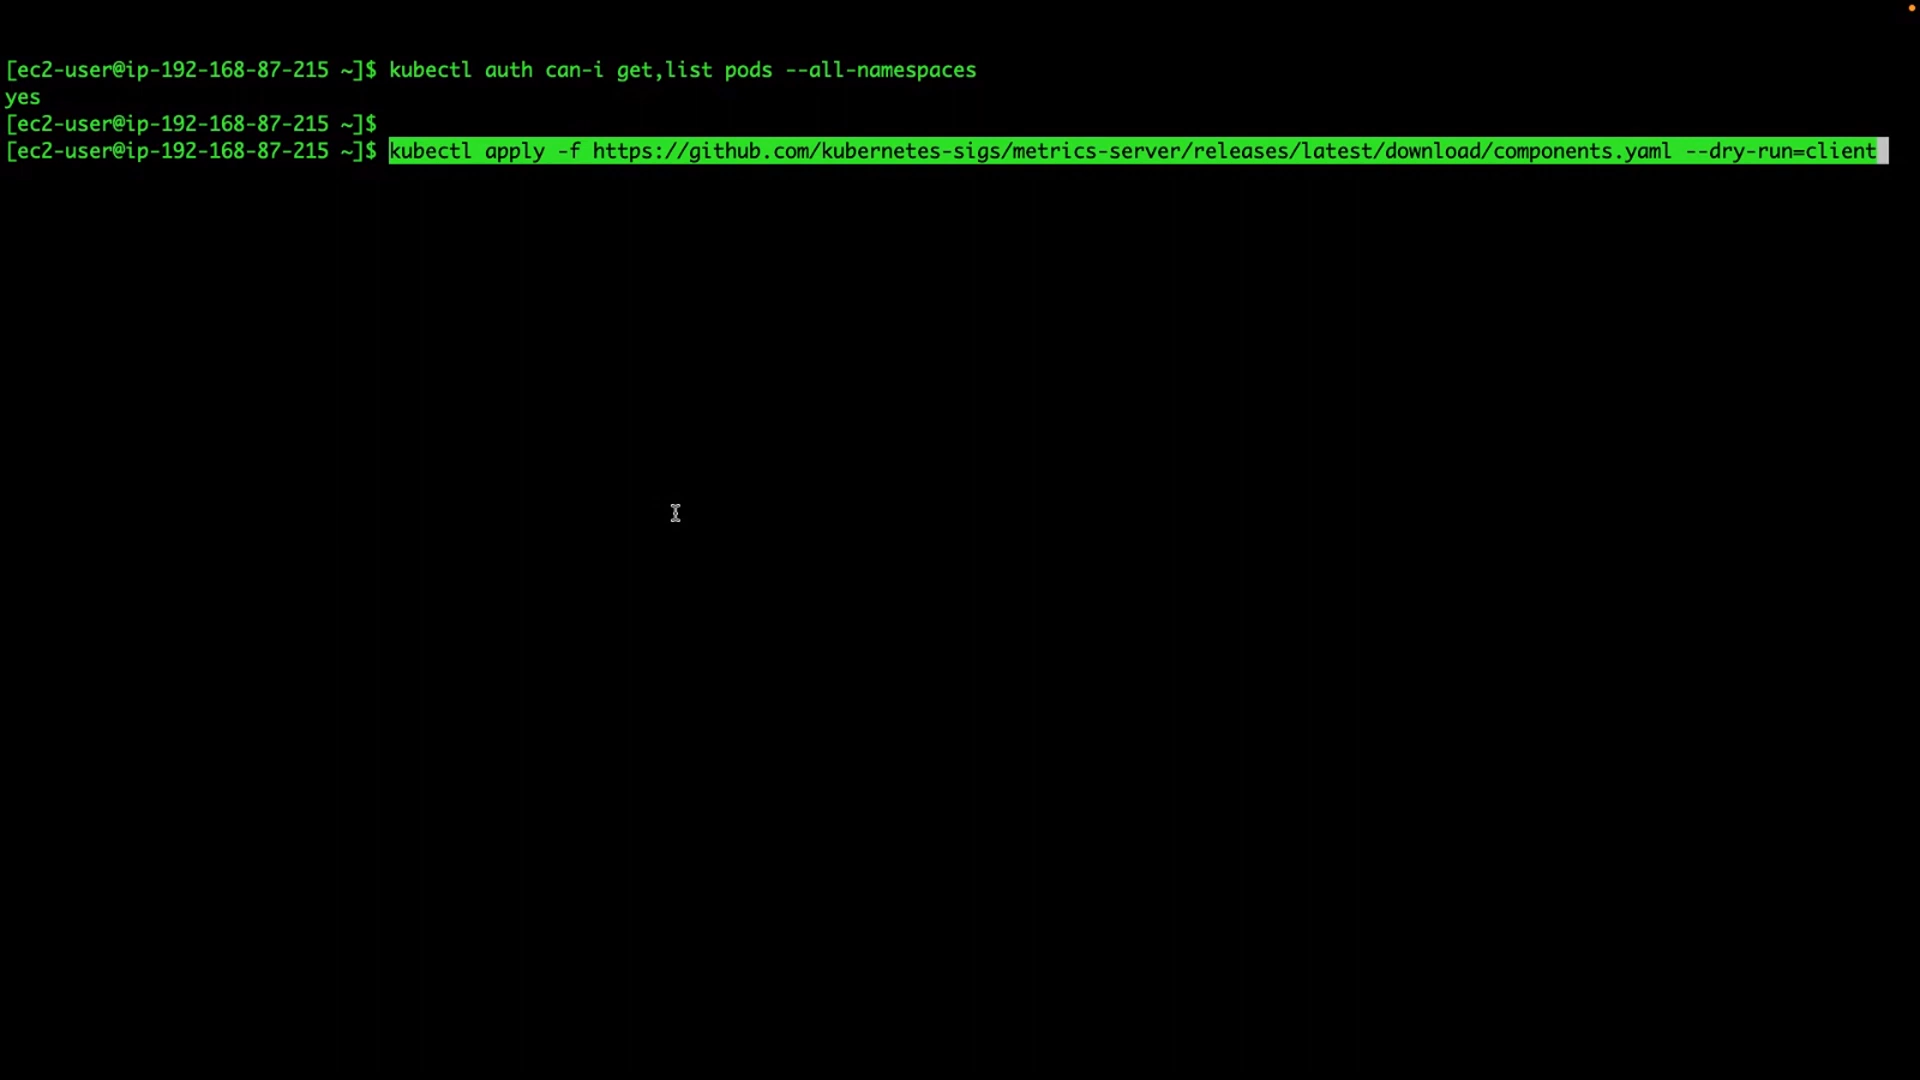 [ec2-user@ip-192-168-87-215 ~]$ kubectl auth can-i get,list pods --all-namespaces
yes
[ec2-user@ip-192-168-87-215 ~]$
[ec2-user@ip-192-168-87-215 ~]$ kubectl apply -f https://github.com/kubernetes-sigs/metrics-server/releases/latest/download/components.yaml --dry-run=client